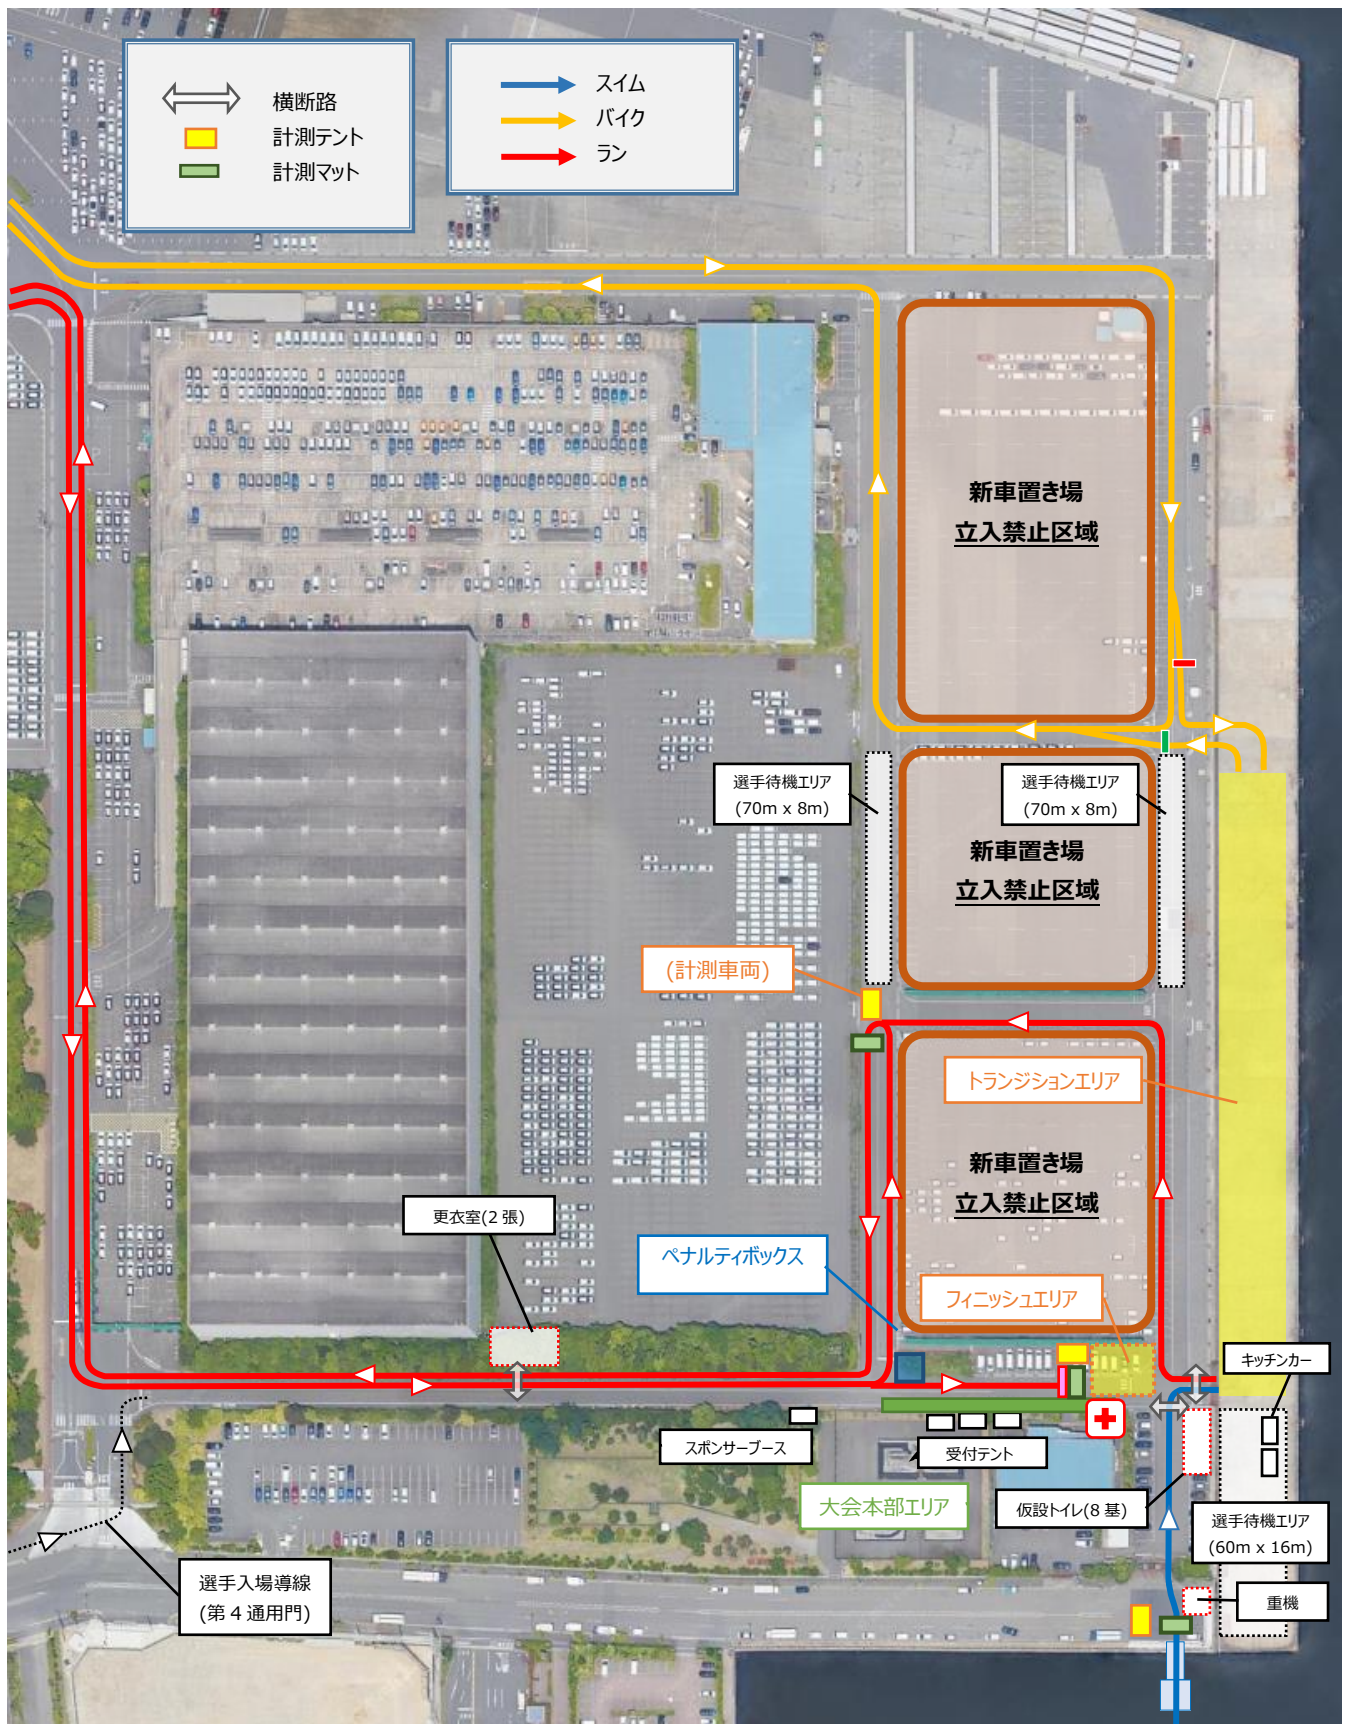 横断路
計測テント
計測マット
スイム
バイク
ラン
新車置き場
立入禁止区域
選手待機エリア
(70m x 8m)
選手待機エリア
(70m x 8m)
新車置き場
立入禁止区域
(計測車両)
トランジションエリア
新車置き場
立入禁止区域
更衣室(2張)
ペナルティボックス
フィニッシュエリア
キッチンカー
スポンサーブース
受付テント
大会本部エリア
仮設トイレ(8基)
選手待機エリア
(60m x 16m)
選手入場導線
(第4通用門)
重機